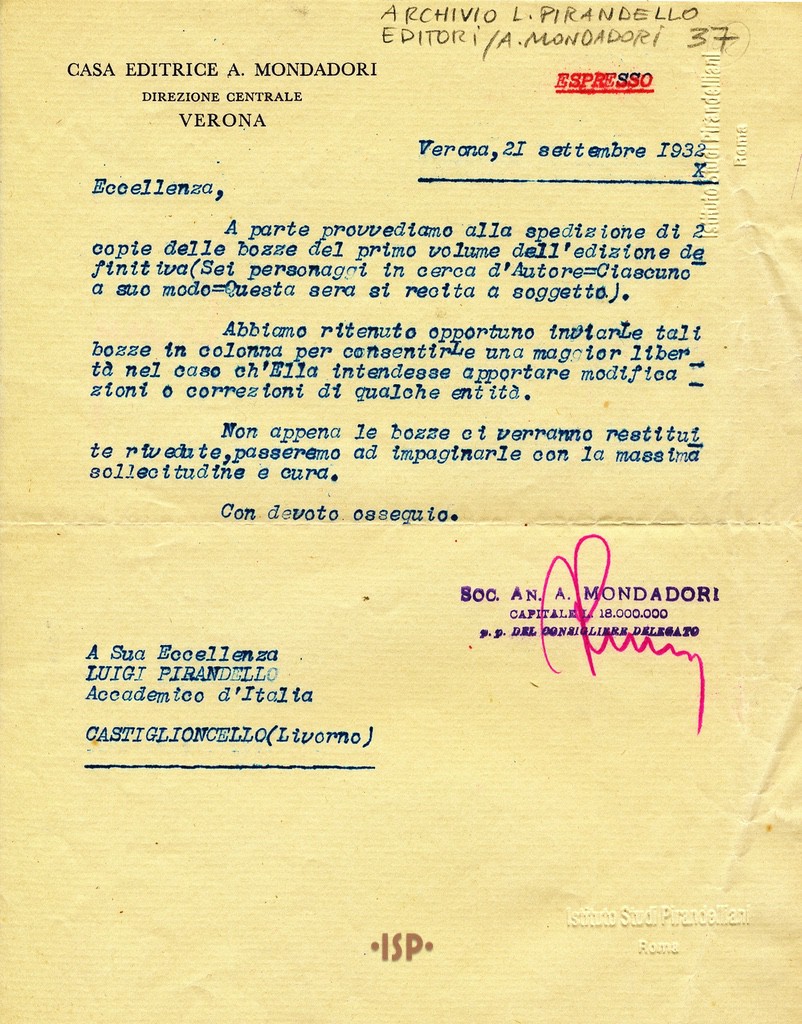 ARCHIVIO L. PIRANDELLO
EDITORI/A. MONDADORI 37
CASA EDITRICE A. MONDADORI
DIREZIONE CENTRALE
VERONA
ESPRESSO
Verona, 21 settembre 1932
X
Eccellenza,
A parte provvediamo alla spedizione di 2
copie delle bozze del primo volume dell'edizione de
finitiva(Sei personaggi in cerca d'Autore=Ciascuno
a suo modo=Questa sera si recita a soggetto).
Abbiamo ritenuto opportuno inviarLe tali
bozze in colonna per consentirLe una maggior liber
tà nel caso ch'Ella intendesse apportare modifica
zioni o correzioni di qualche entità.
Non appena le bozze ci verranno restitui
te rivedute,passeremo ad impaginarle con la massima
sollecitudine e cura.
Con devoto ossequio.
SOC. AN. A. MONDADORI
CAPITALE L. 18.000.000
p. p. DEL CONSIGLIERE DELEGATO
A Sua Eccellenza
LUIGI PIRANDELLO
Accademico d'Italia
CASTIGLIONCELLO(Livorno)
Istituto Studi Pirandelliani
Roma
Istituto Studi Pirandelliani
Roma
•ISP•